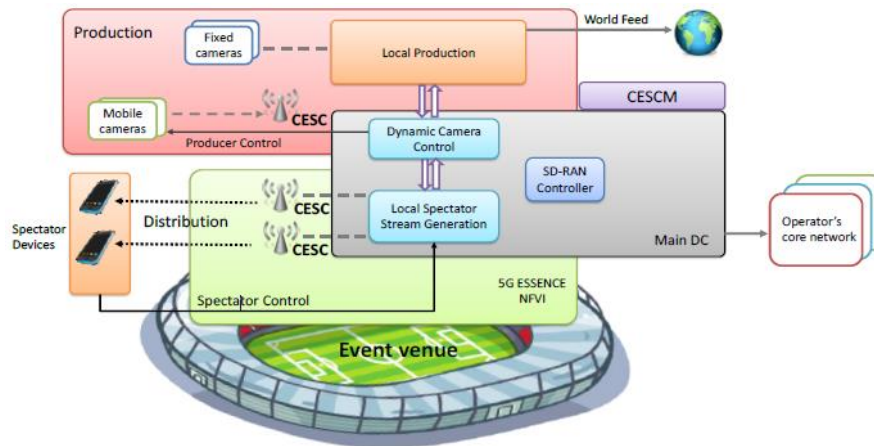 Production
Fixed
cameras
Local Production
World Feed
CESCM
Mobile
cameras
CESC
Producer Control
Dynamic Camera
Control
SD-RAN
Controller
Spectator
Devices
Distribution
CESC
CESC
Local Spectator
Stream Generation
Main DC
Operator's
core network
Spectator Control
5G ESSENCE
NFVI
Event venue